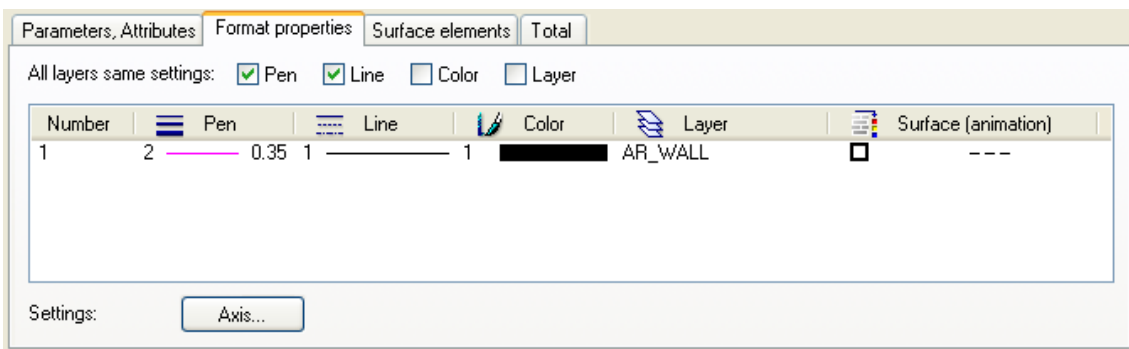 Parameters, Attributes Format properties Surface elements Total
All layers same settings: Pen Line Color Layer
Number Pen Line Color Layer Surface (animation)
1 2 0.35 1 1 AR_WALL ---
Settings: Axis...